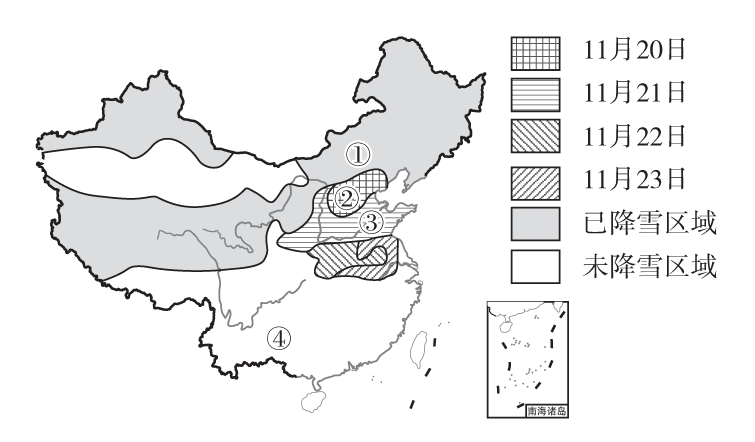 11月20日
11月21日
11月22日
11月23日
已降雪区域
未降雪区域
①
②
③
④
南海诸岛